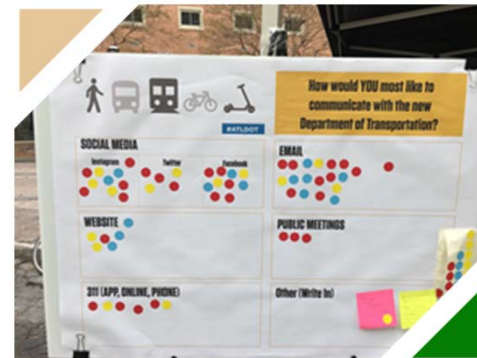 How would YOU most like to
communicate with the new
Department of Transportation?
#ATLDOT
SOCIAL MEDIA
Instagram
Twitter
Facebook
EMAIL
WEBSITE
PUBLIC MEETINGS
311 (APP, ONLINE, PHONE)
Other (Write In)